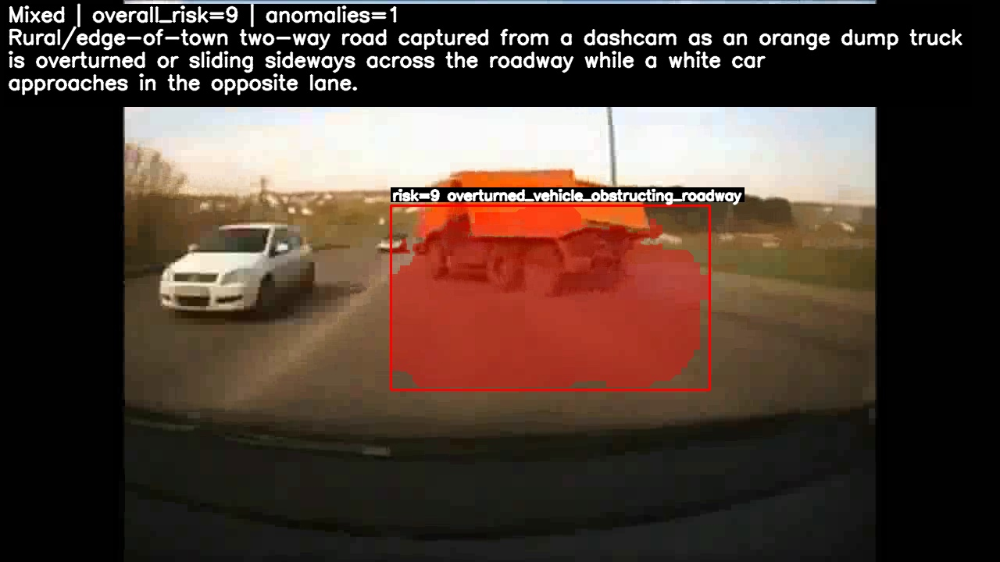 Mixed | overall_risk=9 | anomalies=1
Rural/edge-of-town two-way road captured from a dashcam as an orange dump truck
is overturned or sliding sideways across the roadway while a white car
approaches in the opposite lane.
risk=9 overturned_vehicle_obstructing_roadway